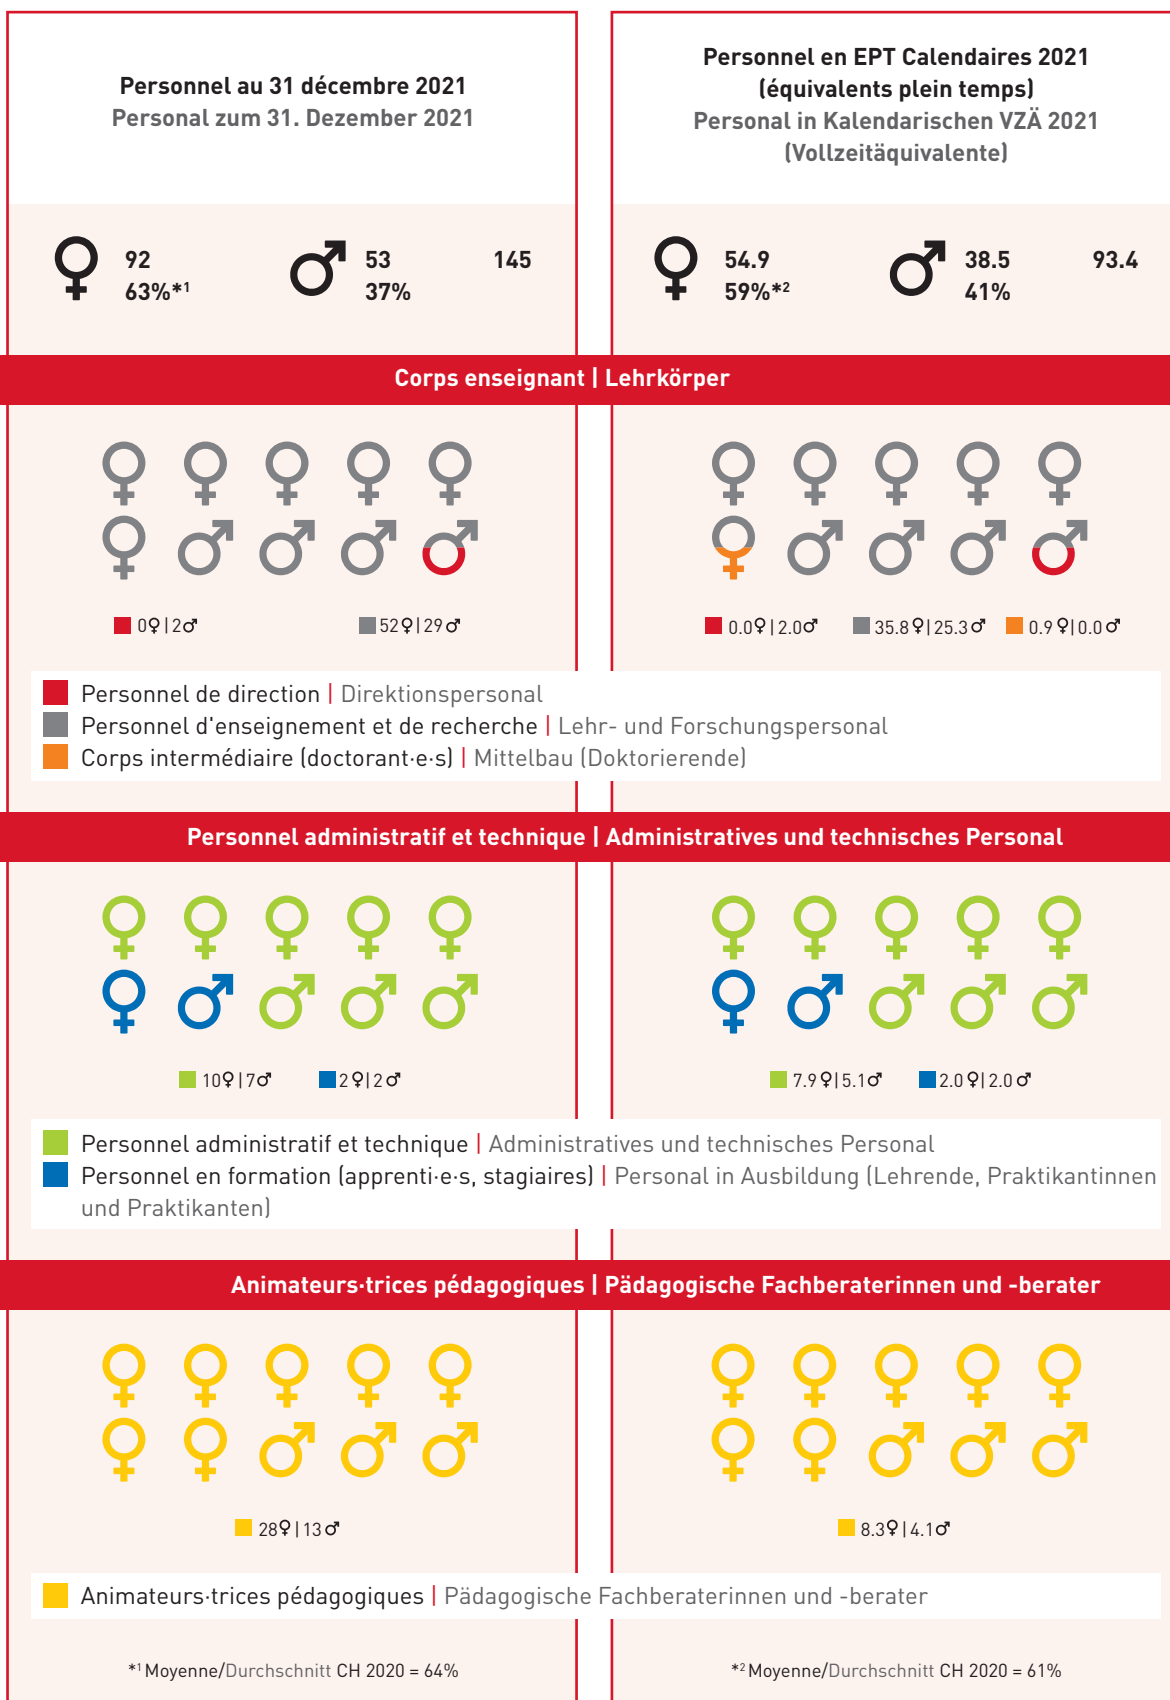 Personnel au 31 décembre 2021
Personal zum 31. Dezember 2021
92
63%*1
53
37%
145
Personnel en EPT Calendaires 2021
(équivalents plein temps)
Personal in Kalendarischen VZÄ 2021
(Vollzeitäquivalente)
54.9
59%*2
38.5
41%
93.4
Corps enseignant | Lehrkörper
0♀|2♂
52♀|29♂
0.0♀|2.0♂
35.8♀|25.3♂
0.9♀|0.0♂
Personnel de direction | Direktionspersonal
Personnel d'enseignement et de recherche | Lehr- und Forschungspersonal
Corps intermédiaire (doctorant·e·s) | Mittelbau (Doktorierende)
Personnel administratif et technique | Administratives und technisches Personal
10♀|7♂
2♀|2♂
7.9♀|5.1♂
2.0♀|2.0♂
Personnel administratif et technique | Administratives und technisches Personal
Personnel en formation (apprenti·e·s, stagiaires) | Personal in Ausbildung (Lehrende, Praktikantinnen
und Praktikanten)
Animateurs·trices pédagogiques | Pädagogische Fachberaterinnen und -berater
28♀|13♂
8.3♀|4.1♂
Animateurs·trices pédagogiques | Pädagogische Fachberaterinnen und -berater
*1 Moyenne/Durchschnitt CH 2020 = 64%
*2 Moyenne/Durchschnitt CH 2020 = 61%